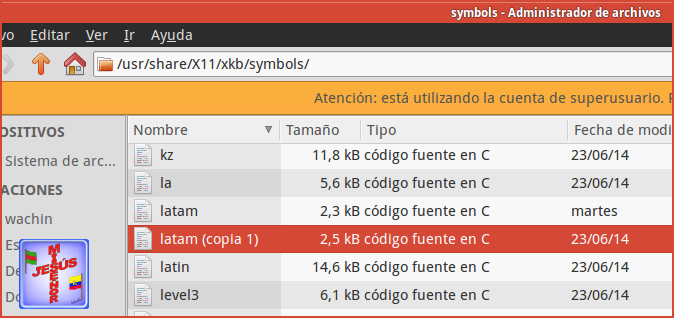 symbols - Administrador de archivos
vo Editar Ver Ir Ayuda
/usr/share/X11/xkb/symbols/
Atención: está utilizando la cuenta de superusuario. P
OSITIVOS
Sistema de arc...
ACIONES
wachin
Es
De
Do
Nombre Tamaño Tipo Fecha de modi
kz 11,8 kB código fuente en C 23/06/14
la 5,6 kB código fuente en C 23/06/14
latam 2,3 kB código fuente en C martes
latam (copia 1) 2,5 kB código fuente en C 23/06/14
latin 14,6 kB código fuente en C 23/06/14
level3 6,1 kB código fuente en C 23/06/14
JESÚS